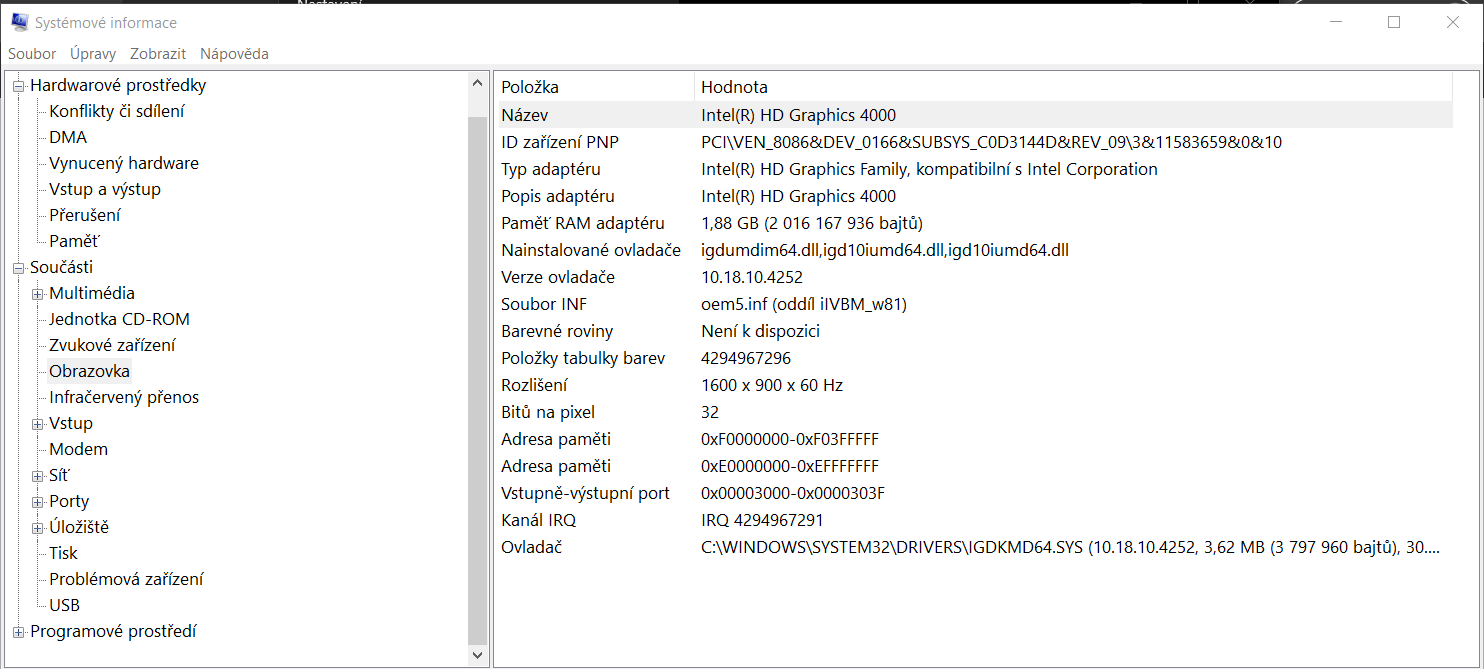 Nastavení
Systémové informace
Soubor Úpravy Zobrazit Nápověda
Hardwarové prostředky
Konflikty či sdílení
DMA
Vynucený hardware
Vstup a výstup
Přerušení
Paměť
Součásti
Multimédia
Jednotka CD-ROM
Zvukové zařízení
Obrazovka
Infračervený přenos
Vstup
Modem
Síť
Porty
Úložiště
Tisk
Problémová zařízení
USB
Programové prostředí
Položka Hodnota
Název Intel(R) HD Graphics 4000
ID zařízení PNP PCI\VEN_8086&DEV_0166&SUBSYS_C0D3144D&REV_09\3&11583659&0&10
Typ adaptéru Intel(R) HD Graphics Family, kompatibilní s Intel Corporation
Popis adaptéru Intel(R) HD Graphics 4000
Paměť RAM adaptéru 1,88 GB (2 016 167 936 bajtů)
Nainstalované ovladače igdumdim64.dll,igd10iumd64.dll,igd10iumd64.dll
Verze ovladače 10.18.10.4252
Soubor INF oem5.inf (oddíl iIVBM_w81)
Barevné roviny Není k dispozici
Položky tabulky barev 4294967296
Rozlišení 1600 x 900 x 60 Hz
Bitů na pixel 32
Adresa paměti 0xF0000000-0xF03FFFFF
Adresa paměti 0xE0000000-0xEFFFFFFF
Vstupně-výstupní port 0x00003000-0x0000303F
Kanál IRQ IRQ 4294967291
Ovladač C:\WINDOWS\SYSTEM32\DRIVERS\IGDKMD64.SYS (10.18.10.4252, 3,62 MB (3 797 960 bajtů), 30....